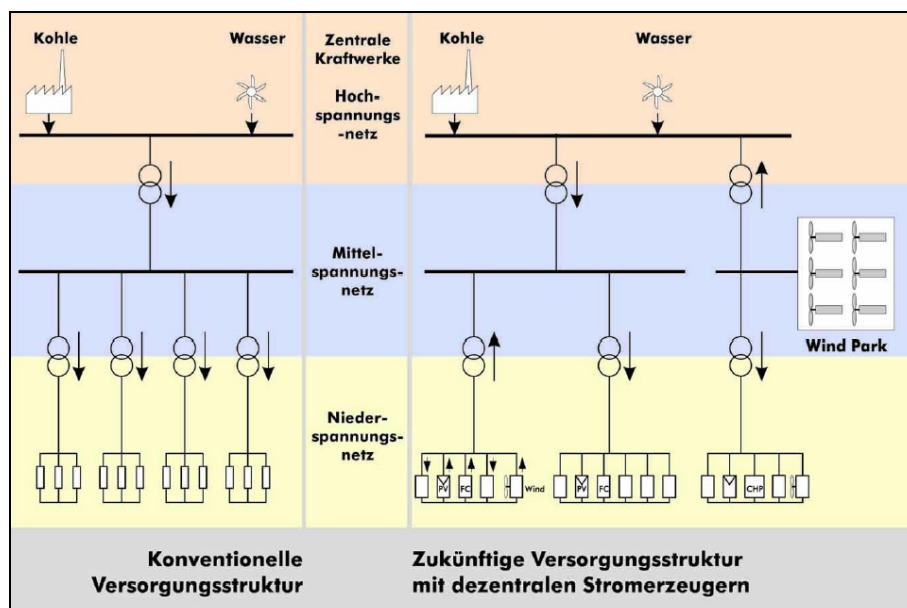 Kohle
Wasser
Zentrale
Kraftwerke
Hoch-
spannungs
-netz
Kohle
Wasser
Mittel-
spannungs-
netz
Wind Park
Nieder-
spannungs-
netz
PV
FC
Wind
PV
FC
CHP
Konventionelle
Versorgungsstruktur
Zukünftige Versorgungsstruktur
mit dezentralen Stromerzeugern